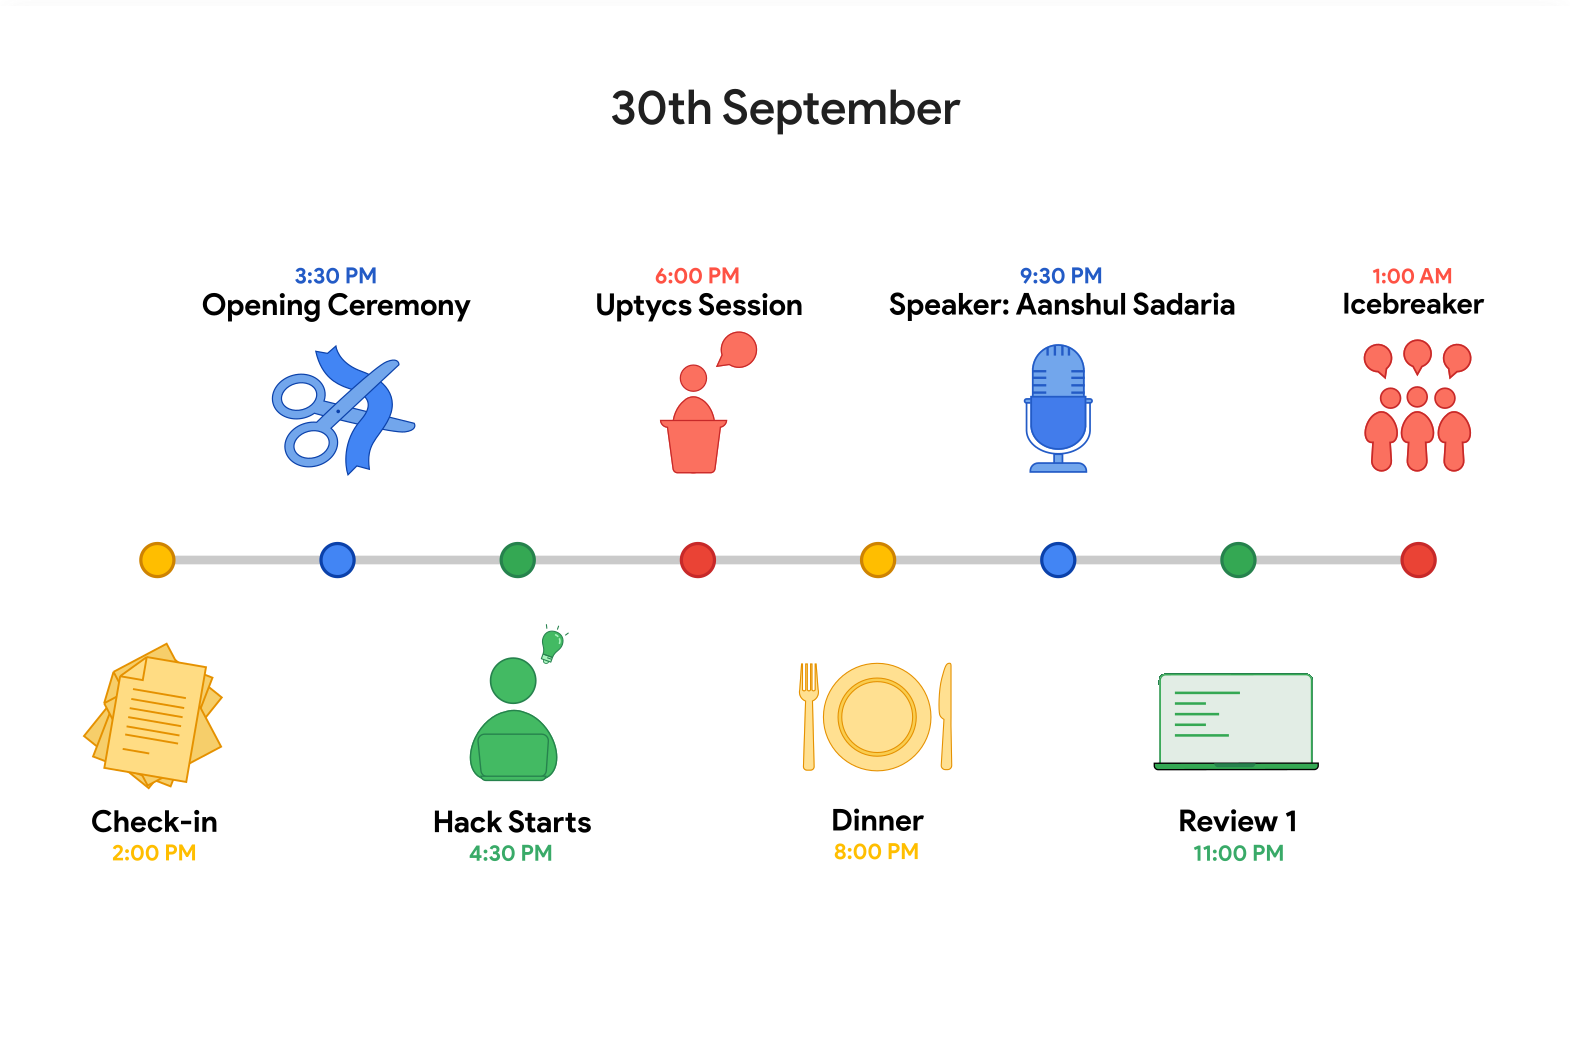 30th September
3:30 PM
Opening Ceremony
6:00 PM
Uptycs Session
9:30 PM
Speaker: Aanshul Sadaria
1:00 AM
Icebreaker
Check-in
2:00 PM
Hack Starts
4:30 PM
Dinner
8:00 PM
Review 1
11:00 PM